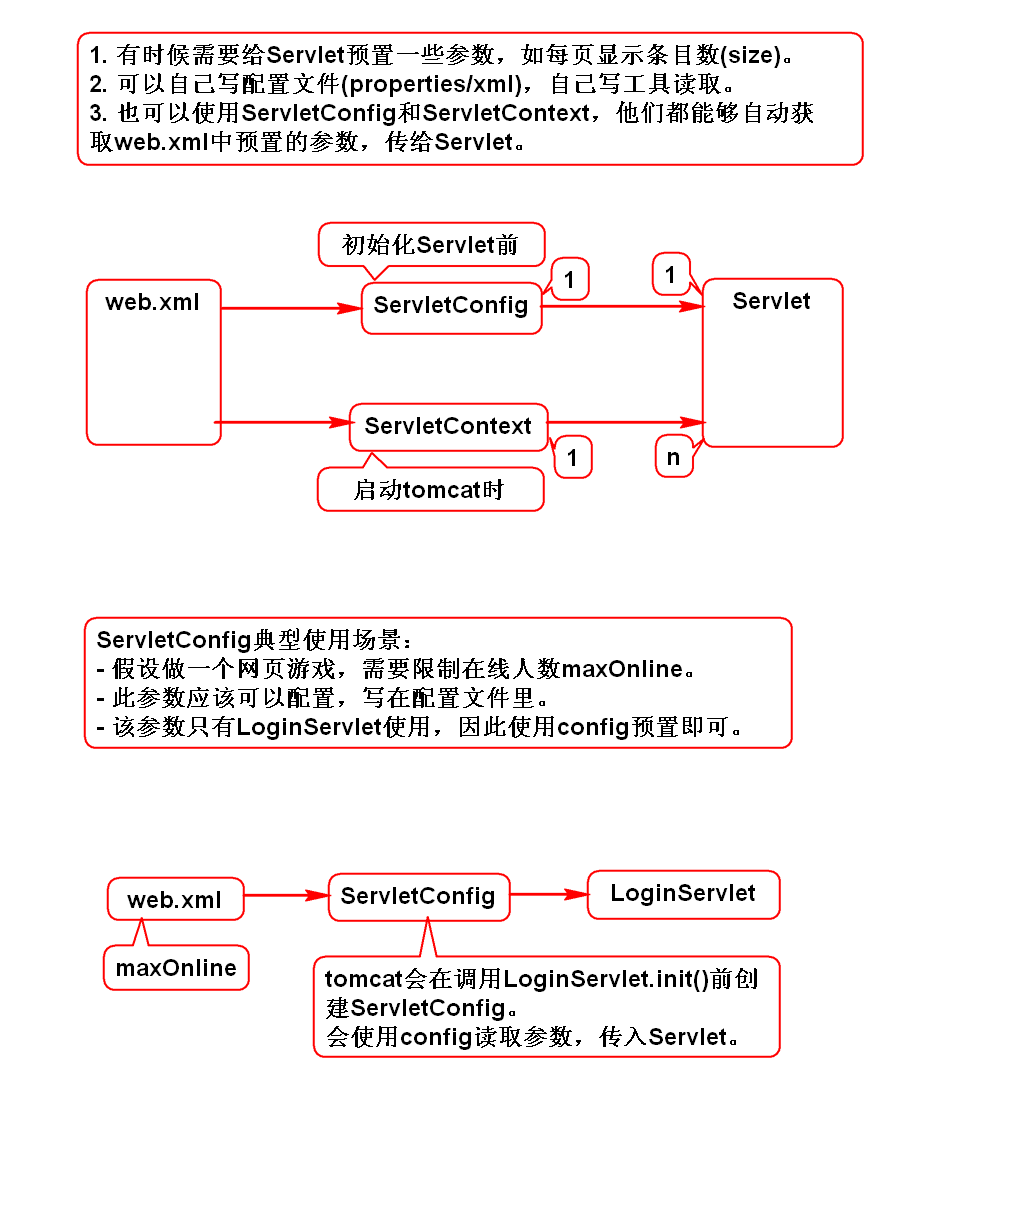 1. 有时候需要给Servlet预置一些参数，如每页显示条目数(size)。
2. 可以自己写配置文件(properties/xml)，自己写工具读取。
3. 也可以使用ServletConfig和ServletContext，他们都能够自动获
取web.xml中预置的参数，传给Servlet。
初始化Servlet前
1
1
web.xml
ServletConfig
Servlet
ServletContext
1
n
启动tomcat时
ServletConfig典型使用场景：
- 假设做一个网页游戏，需要限制在线人数maxOnline。
- 此参数应该可以配置，写在配置文件里。
- 该参数只有LoginServlet使用，因此使用config预置即可。
web.xml
ServletConfig
LoginServlet
maxOnline
tomcat会在调用LoginServlet.init()前创
建ServletConfig。
会使用config读取参数，传入Servlet。